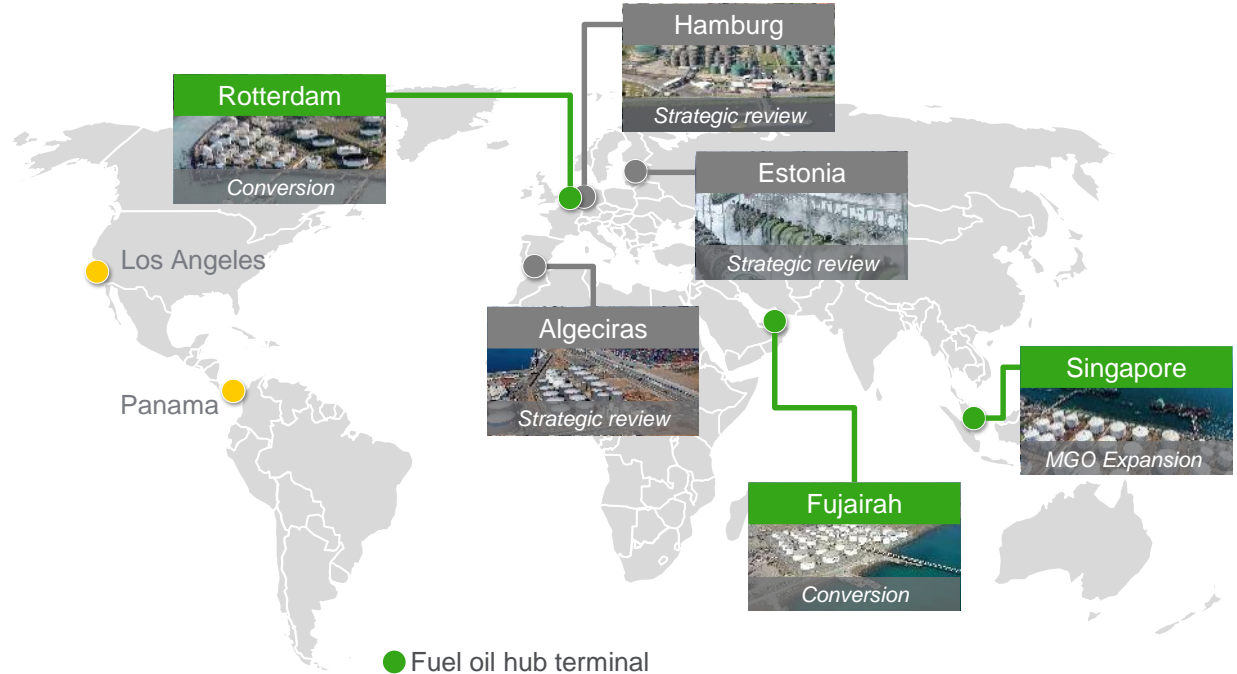 Hamburg
Strategic review
Rotterdam
Conversion
Estonia
Strategic review
Los Angeles
Algeciras
Strategic review
Panama
Singapore
MGO Expansion
Fujairah
Conversion
Fuel oil hub terminal